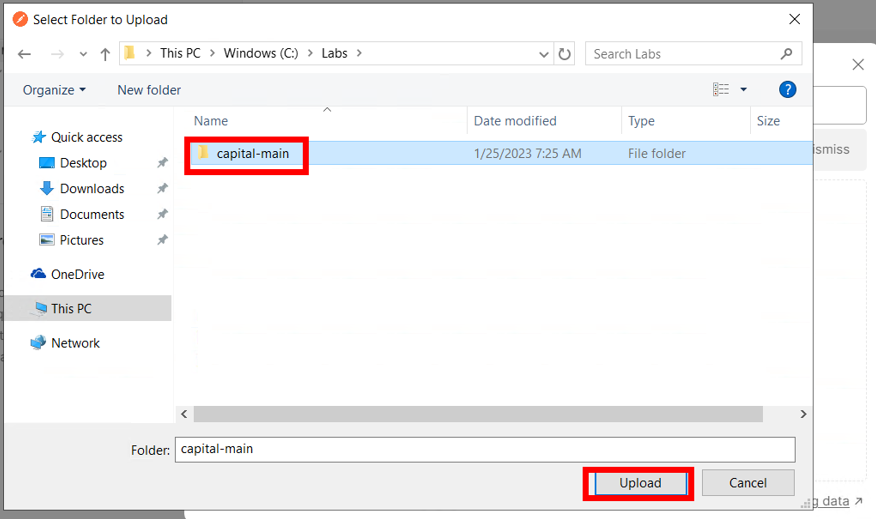 Select Folder to Upload
This PC > Windows (C:) > Labs >
Search Labs
Organize
New folder
?
Name
Date modified
Type
Size
Quick access
Desktop
Downloads
Documents
Pictures
OneDrive
This PC
Network
capital-main
1/25/2023 7:25 AM
File folder
ismiss
Folder:
capital-main
Upload
Cancel
g data